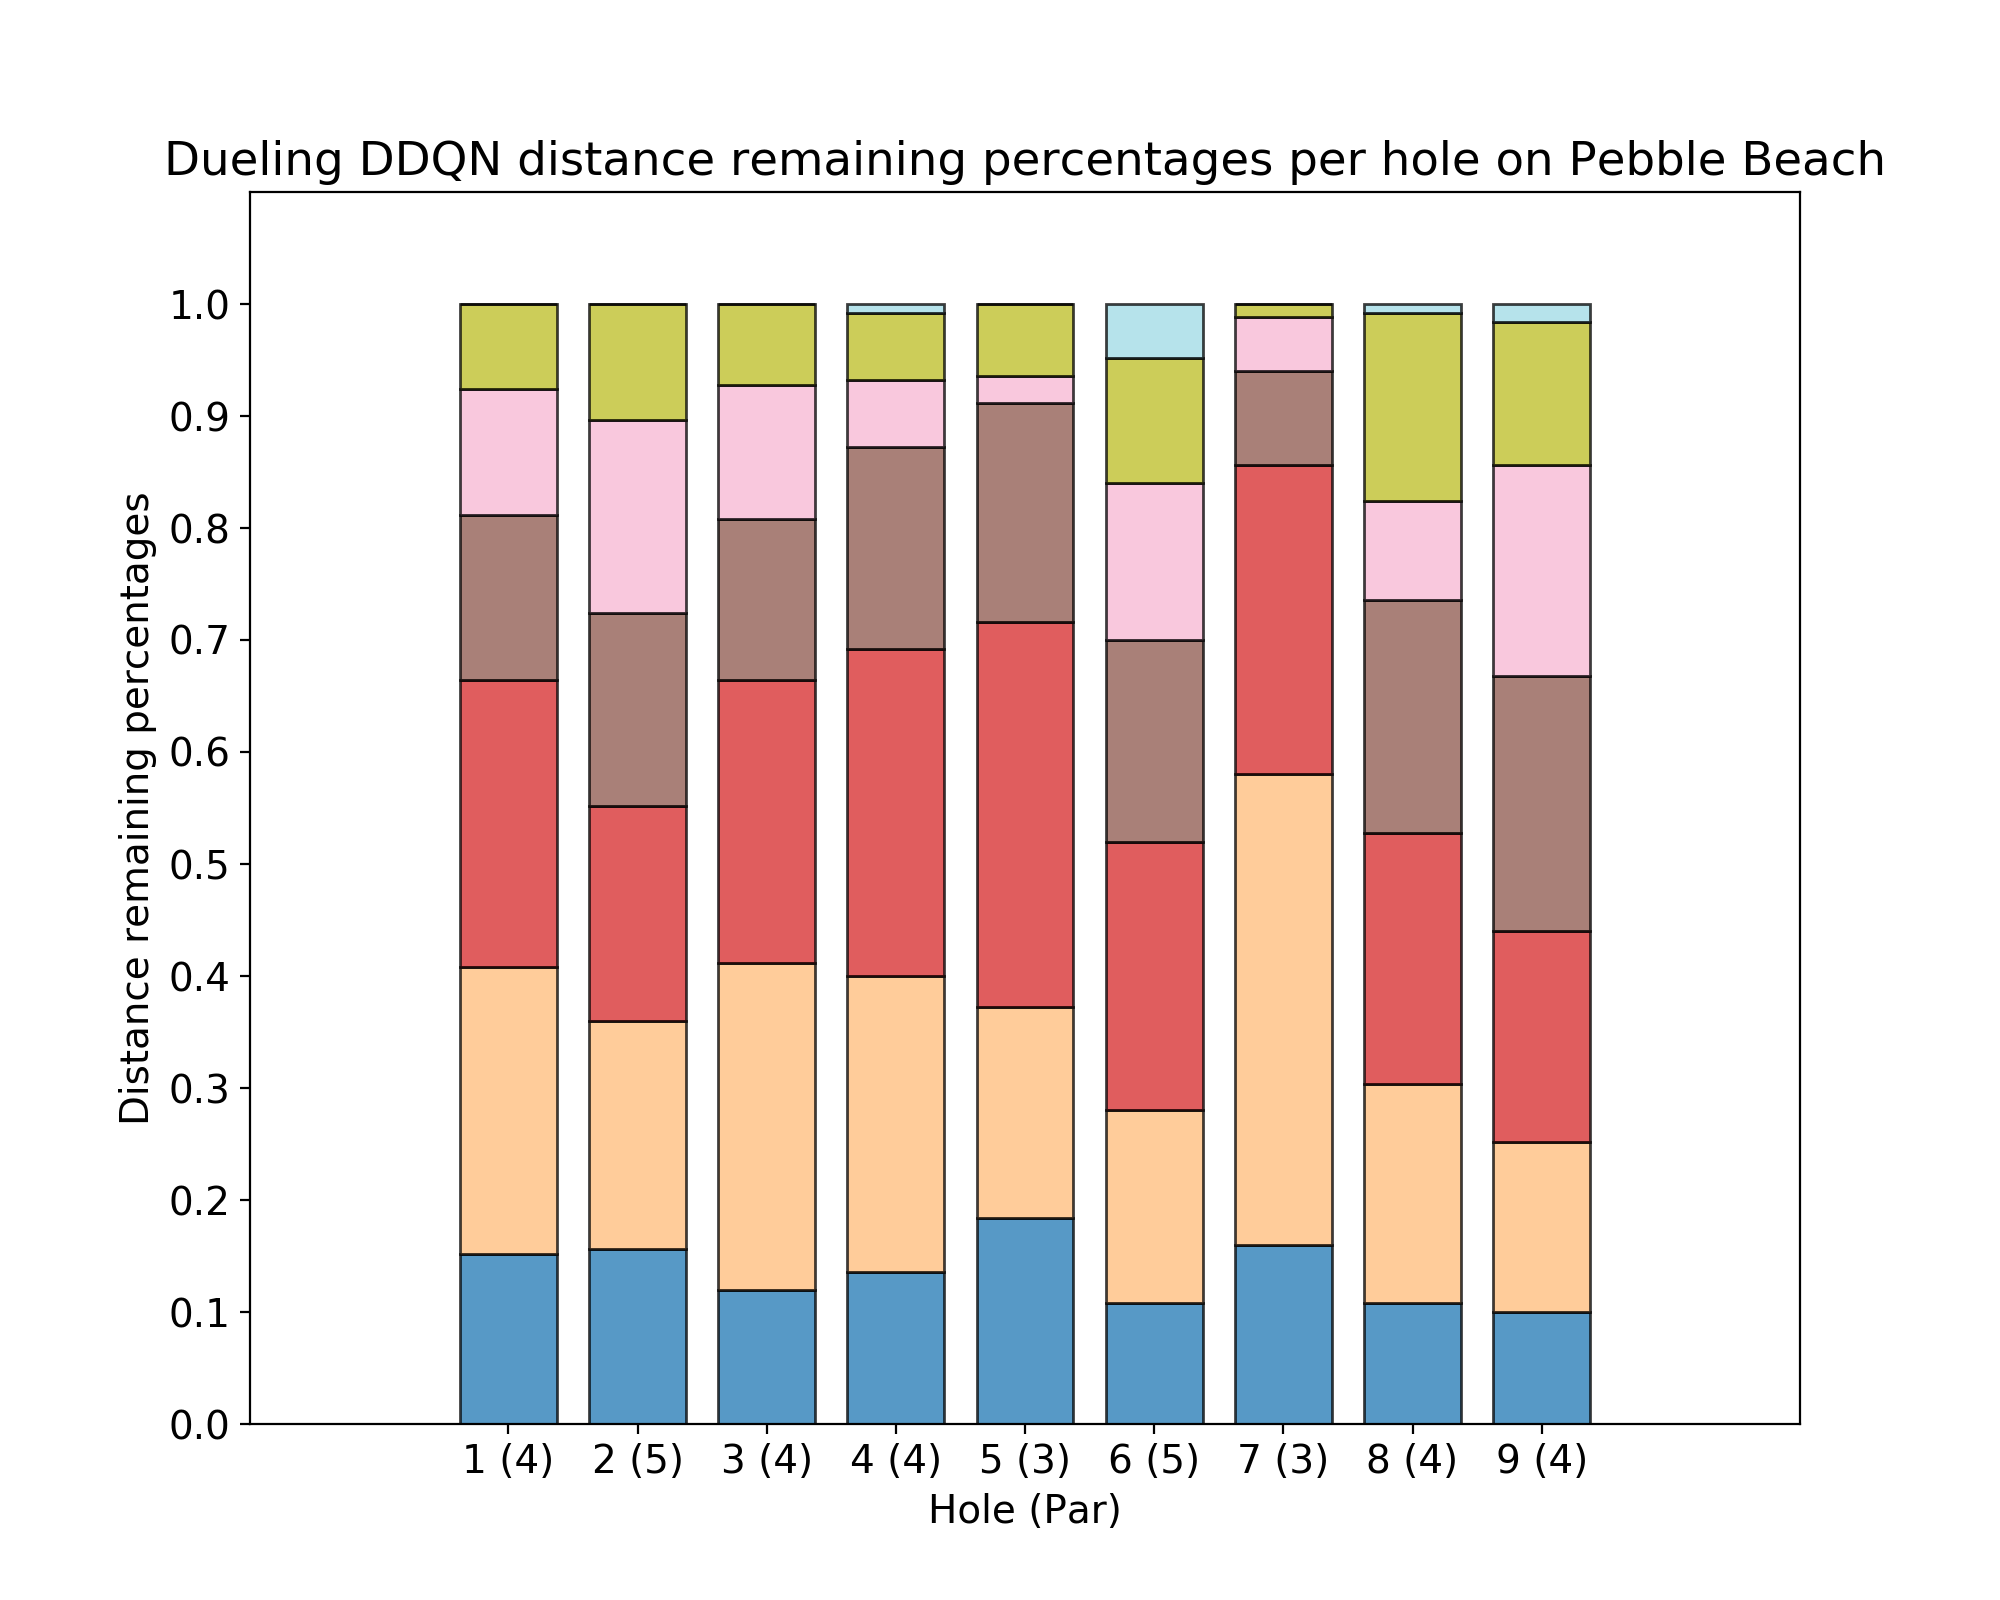 Dueling DDQN distance remaining percentages per hole on Pebble Beach
Distance remaining percentages
1.0
0.9
0.8
0.7
0.6
0.5
0.4
0.3
0.2
0.1
0.0
1 (4) 2 (5) 3 (4) 4 (4) 5 (3) 6 (5) 7 (3) 8 (4) 9 (4)
Hole (Par)